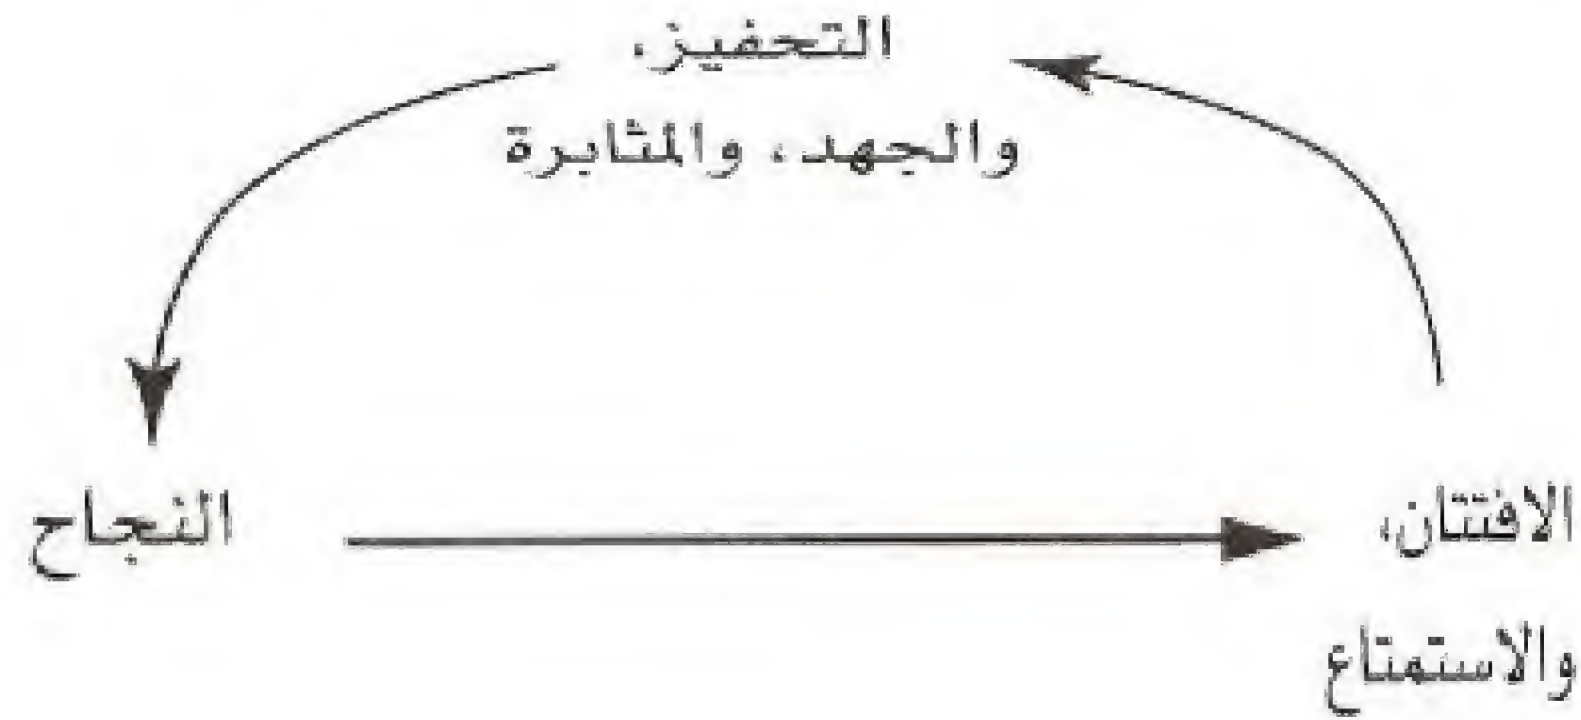 التحفيز،
والجهد، والمثابرة
الافتتان،
والاستمتاع
النجاح